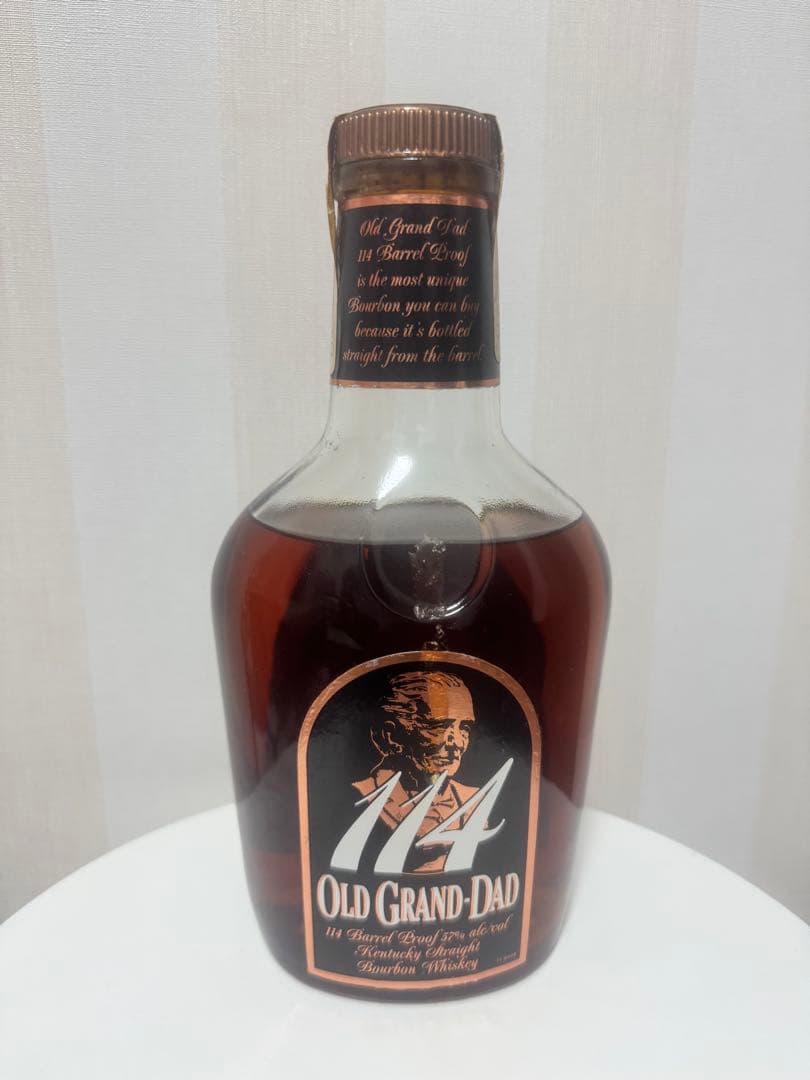 Old Grand Dad
114 Barrel Proof
is the most unique
Bourbon you can buy
because it's bottled
straight from the barrel
114
OLD GRAND-DAD
114 Barrel Proof 57% alc/vol
Kentucky Straight
Bourbon Whiskey